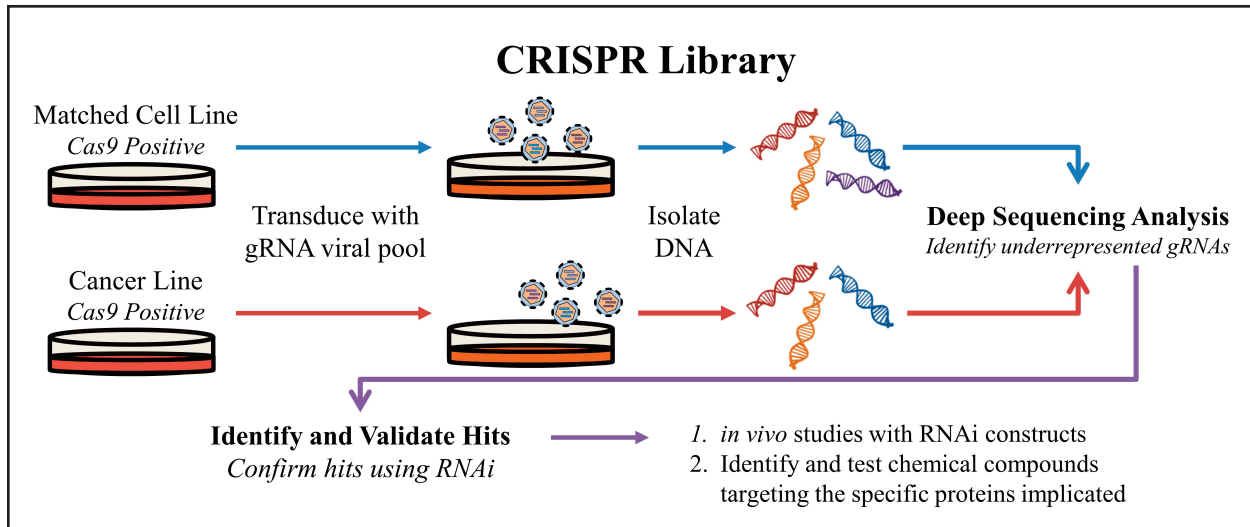 CRISPR Library
Matched Cell Line
Cas9 Positive
Transduce with
gRNA viral pool
Isolate
DNA
Deep Sequencing Analysis
Identify underrepresented gRNAs
Cancer Line
Cas9 Positive
Identify and Validate Hits
Confirm hits using RNAi
1. in vivo studies with RNAi constructs
2. Identify and test chemical compounds
targeting the specific proteins implicated